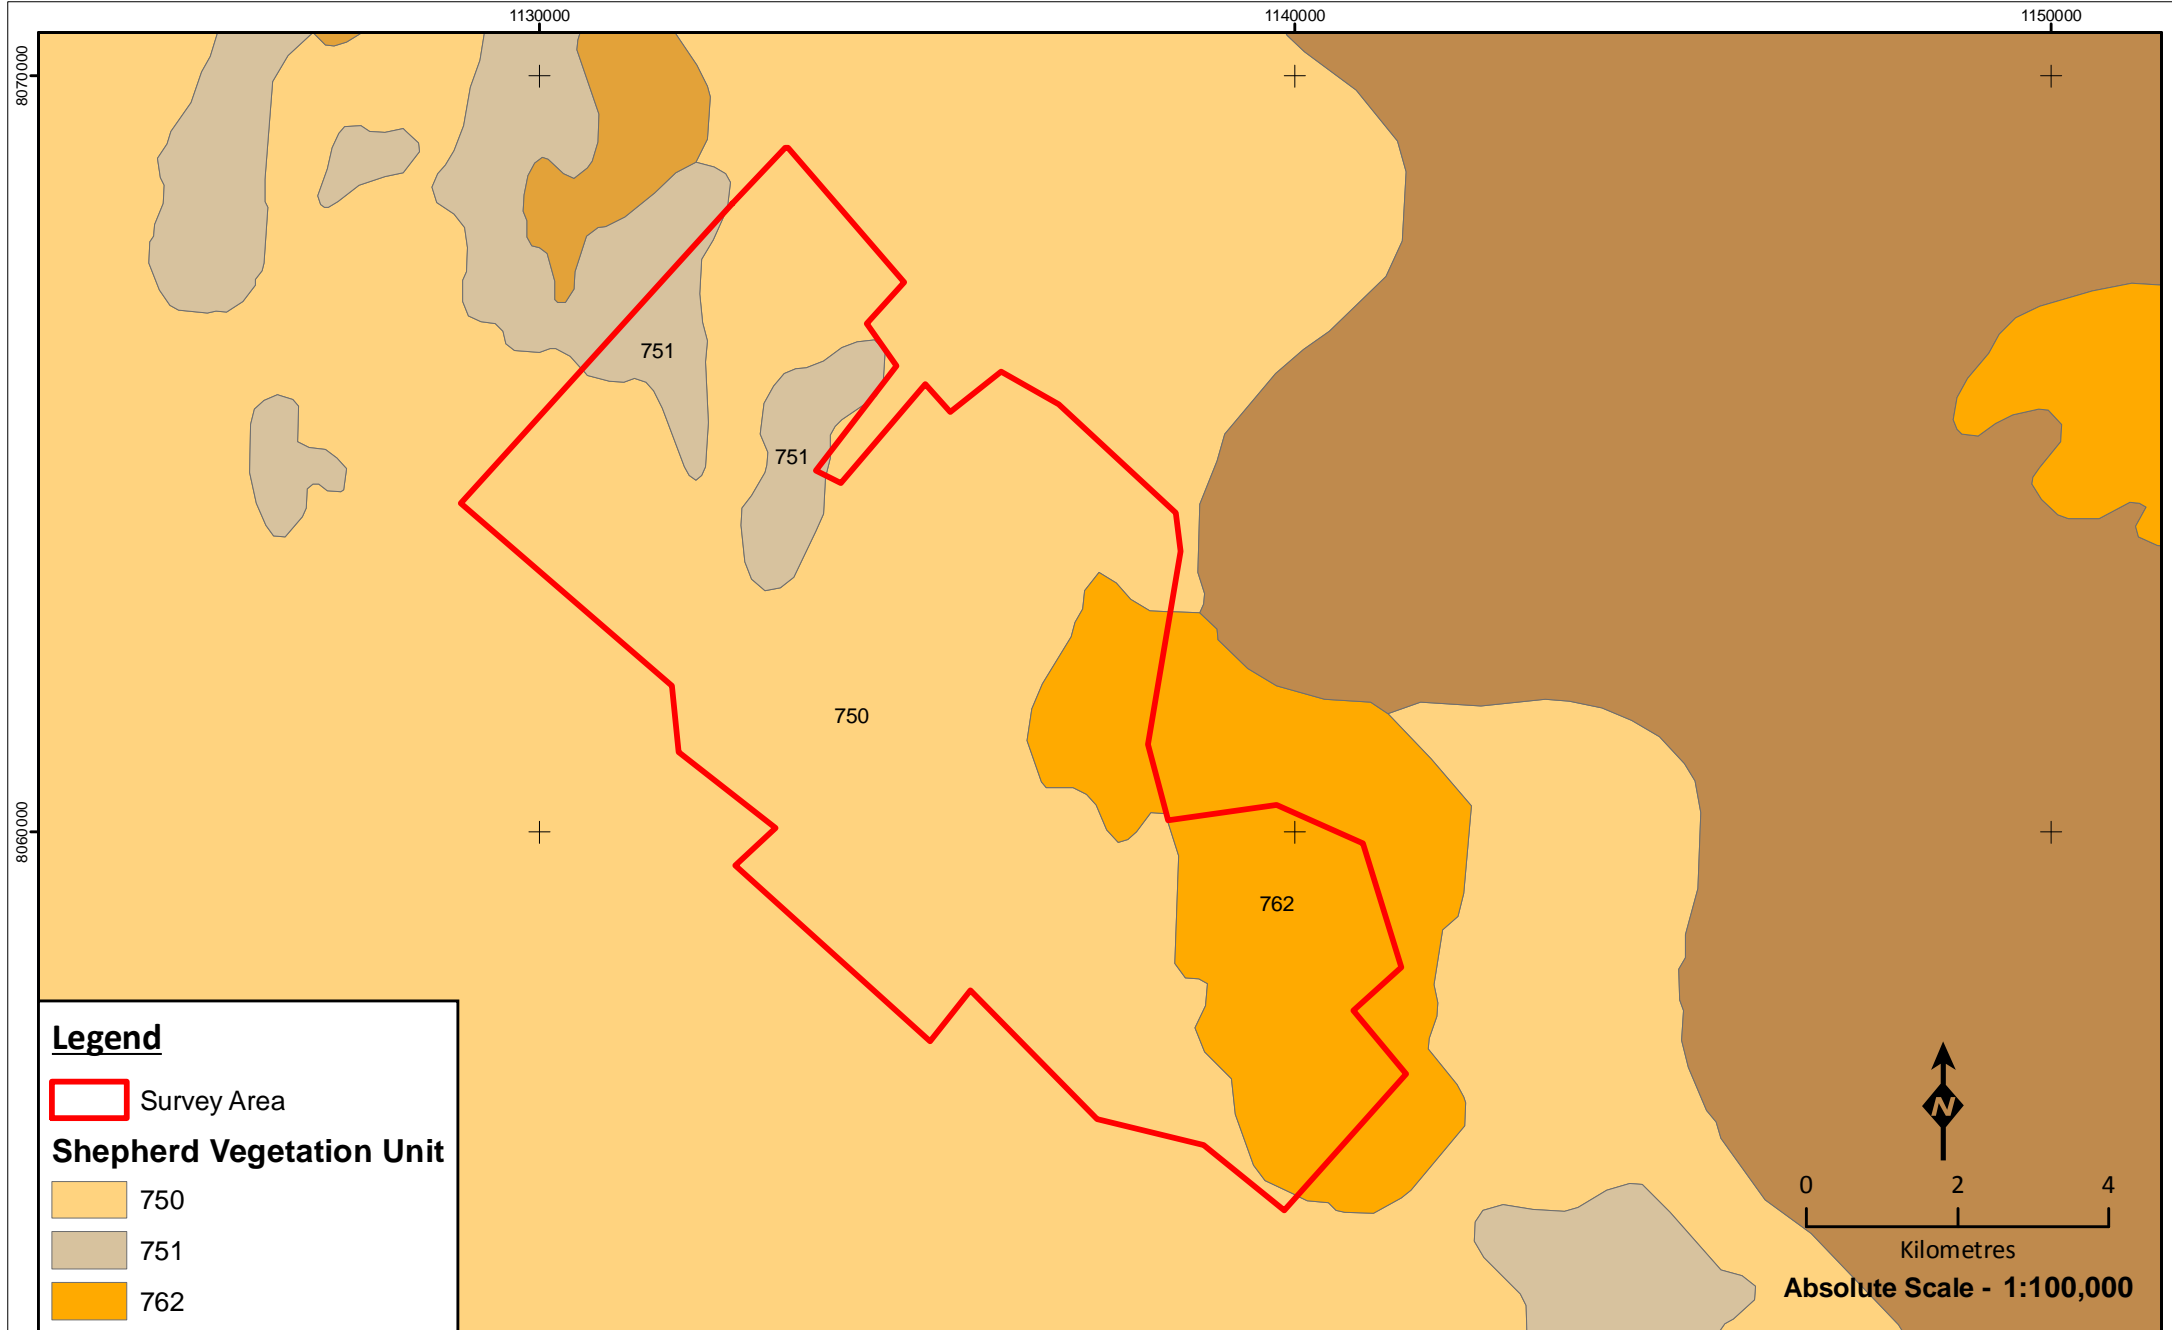 1130000 1140000 1150000
8070000
751
751
750
8060000
762
Legend
Survey Area
Shepherd Vegetation Unit
750
751
762
N
0 2 4
Kilometres
Absolute Scale - 1:100,000